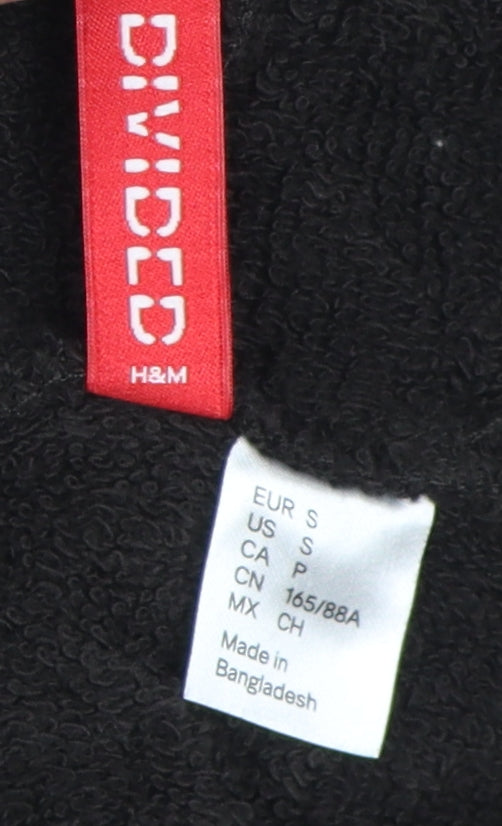 DIVIDED
H&M
EUR S
US S
CA P
CN 165/88A
MX CH
Made in
Bangladesh